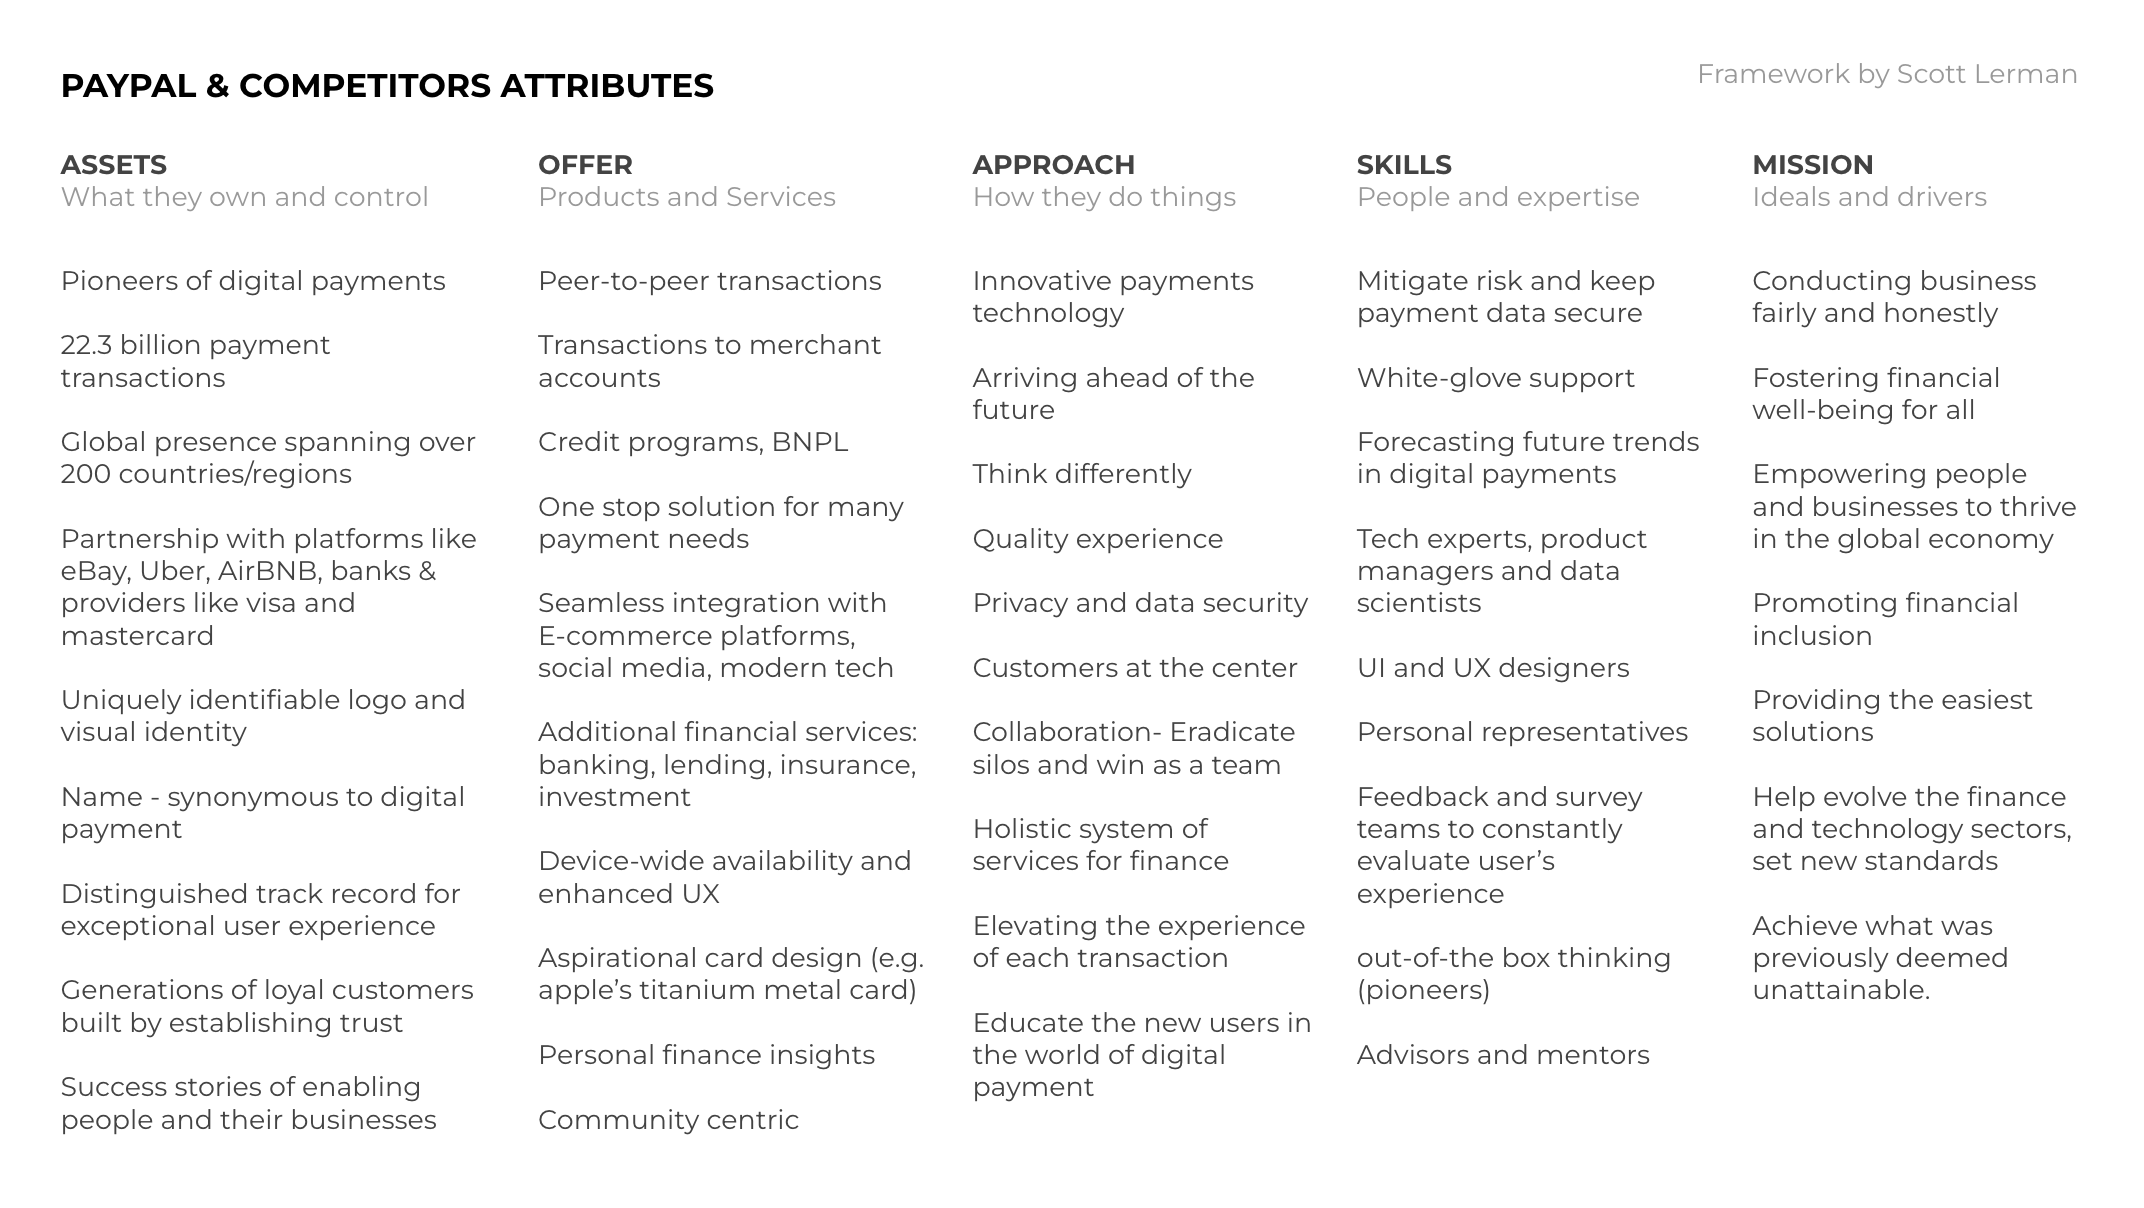 PAYPAL & COMPETITORS ATTRIBUTES
Framework by Scott Lerman
ASSETS
What they own and control
Pioneers of digital payments
22.3 billion payment
transactions
Global presence spanning over
200 countries/regions
Partnership with platforms like
eBay, Uber, AirBNB, banks &
providers like visa and
mastercard
Uniquely identifiable logo and
visual identity
Name - synonymous to digital
payment
Distinguished track record for
exceptional user experience
Generations of loyal customers
built by establishing trust
Success stories of enabling
people and their businesses
OFFER
Products and Services
Peer-to-peer transactions
Transactions to merchant
accounts
Credit programs, BNPL
One stop solution for many
payment needs
Seamless integration with
E-commerce platforms,
social media, modern tech
Additional financial services:
banking, lending, insurance,
investment
Device-wide availability and
enhanced UX
Aspirational card design (e.g.
apple’s titanium metal card)
Personal finance insights
Community centric
APPROACH
How they do things
Innovative payments
technology
Arriving ahead of the
future
Think differently
Quality experience
Privacy and data security
Customers at the center
Collaboration- Eradicate
silos and win as a team
Holistic system of
services for finance
Elevating the experience
of each transaction
Educate the new users in
the world of digital
payment
SKILLS
People and expertise
Mitigate risk and keep
payment data secure
White-glove support
Forecasting future trends
in digital payments
Tech experts, product
managers and data
scientists
UI and UX designers
Personal representatives
Feedback and survey
teams to constantly
evaluate user’s
experience
out-of-the box thinking
(pioneers)
Advisors and mentors
MISSION
Ideals and drivers
Conducting business
fairly and honestly
Fostering financial
well-being for all
Empowering people
and businesses to thrive
in the global economy
Promoting financial
inclusion
Providing the easiest
solutions
Help evolve the finance
and technology sectors,
set new standards
Achieve what was
previously deemed
unattainable.